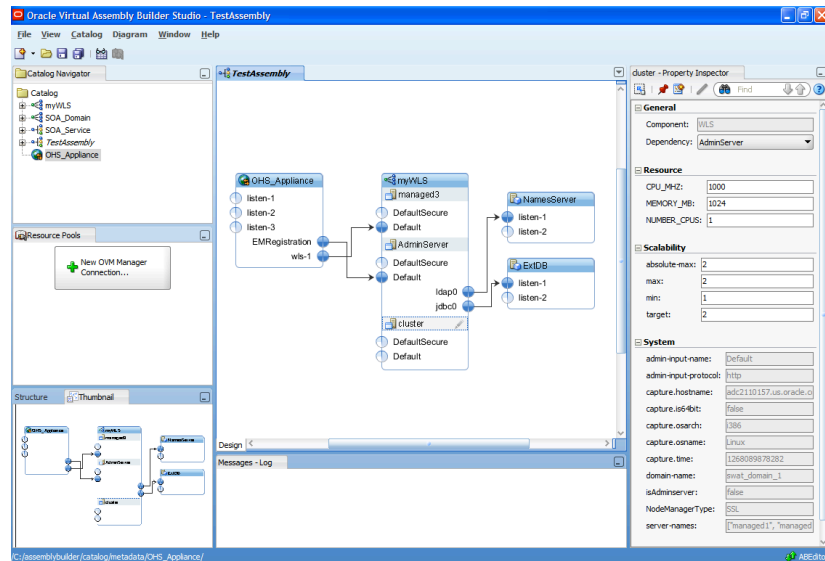 Oracle Virtual Assembly Builder Studio - TestAssembly
File View Catalog Diagram Window Help
Catalog Navigator
Catalog
myWLS
SOA_Domain
SOA_Service
TestAssembly
OHS_Appliance
Resource Pools
New OVM Manager
Connection...
Structure
Thumbnail
TestAssembly
OHS_Appliance
listen-1
listen-2
listen-3
EMRegistration
wls-1
myWLS
managed3
DefaultSecure
Default
AdminServer
DefaultSecure
Default
ldap0
jdbc0
cluster
DefaultSecure
Default
NamesServer
listen-1
listen-2
ExtDB
listen-1
listen-2
Design
Messages - Log
cluster - Property Inspector
Find
General
Component: WLS
Dependency: AdminServer
Resource
CPU_MHZ: 1000
MEMORY_MB: 1024
NUMBER_CPUS: 1
Scalability
absolute-max: 2
max: 2
min: 1
target: 2
System
admin-input-name: Default
admin-input-protocol: http
capture.hostname: adc2110157.us.oracle.c
capture.is64bit: false
capture.osarch: i386
capture.osname: Linux
capture.time: 1268089878282
domain-name: swat_domain_1
isAdminserver: false
NodeManagerType: SSL
server-names: ["managed1", "managed
/C:/assemblybuilder/catalog/metadata/OHS_Appliance/
ABEdito